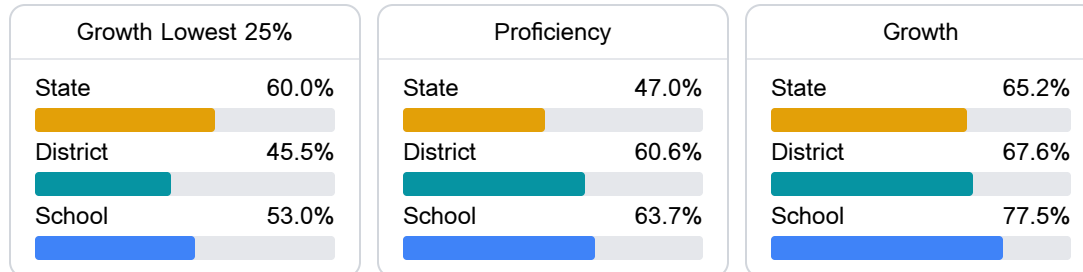 Growth Lowest 25%
State 60.0%
District 45.5%
School 53.0%
Proficiency
State 47.0%
District 60.6%
School 63.7%
Growth
State 65.2%
District 67.6%
School 77.5%